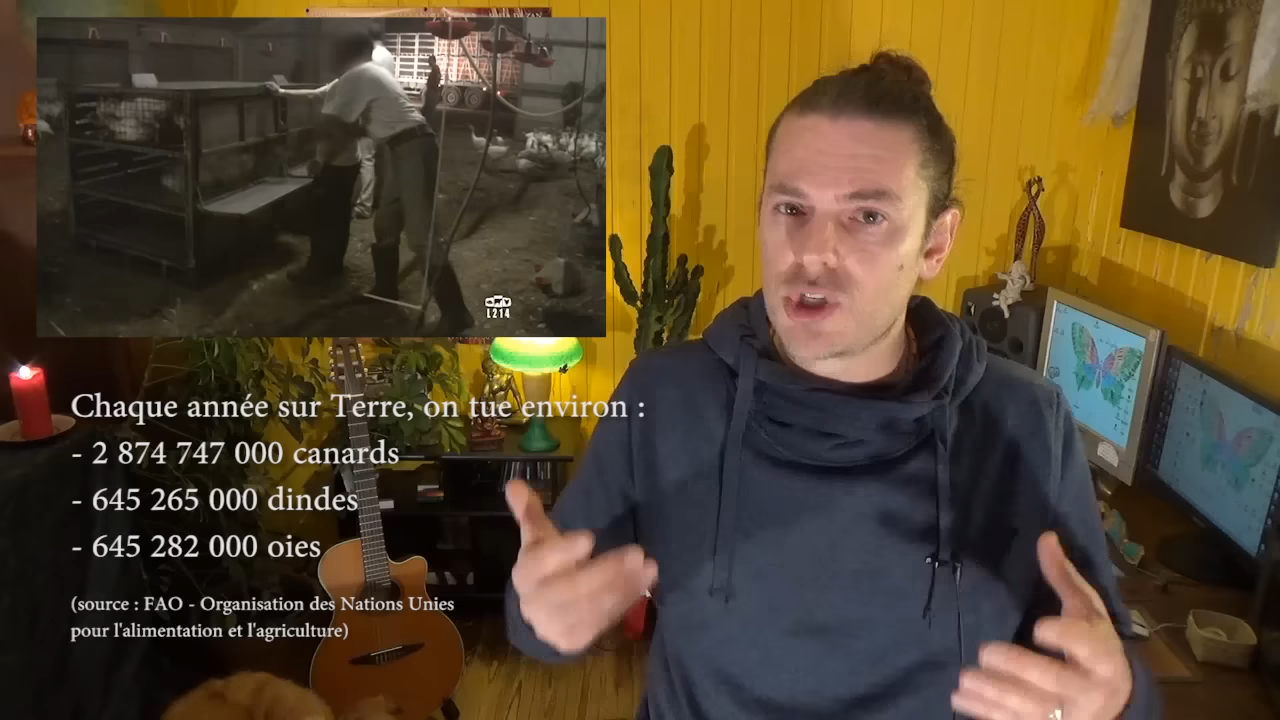 L214
Chaque année sur Terre, on tue environ :
- 2 874 747 000 canards
- 645 265 000 dindes
- 645 282 000 oies
(source : FAO - Organisation des Nations Unies
pour l'alimentation et l'agriculture)